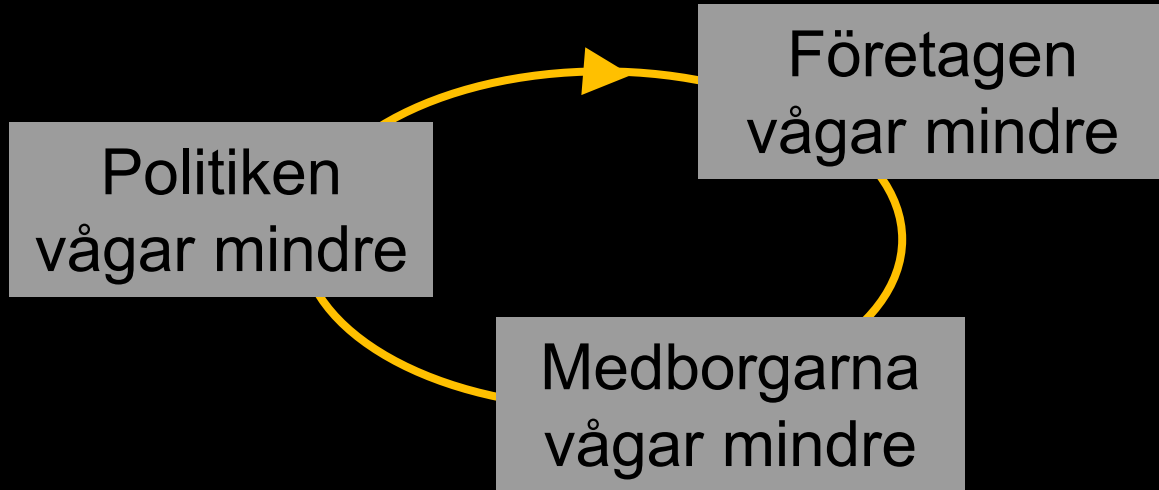 Företagen
vågar mindre
Politiken
vågar mindre
Medborgarna
vågar mindre